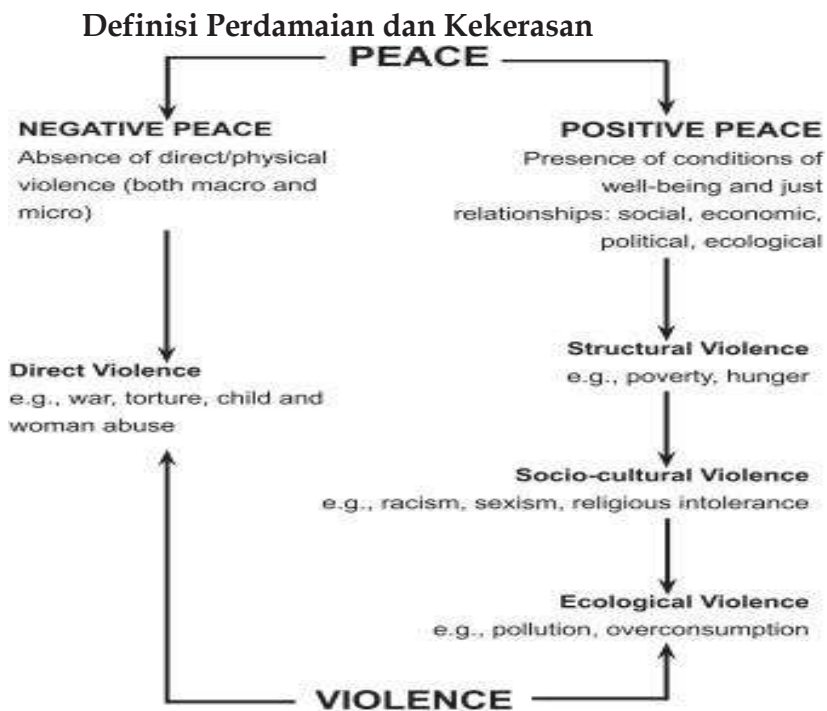 Definisi Perdamaian dan Kekerasan
PEACE
NEGATIVE PEACE
Absence of direct/physical
violence (both macro and
micro)
POSITIVE PEACE
Presence of conditions of
well-being and just
relationships: social, economic,
political, ecological
Direct Violence
e.g., war, torture, child and
woman abuse
Structural Violence
e.g., poverty, hunger
Socio-cultural Violence
e.g., racism, sexism, religious intolerance
Ecological Violence
e.g., pollution, overconsumption
VIOLENCE